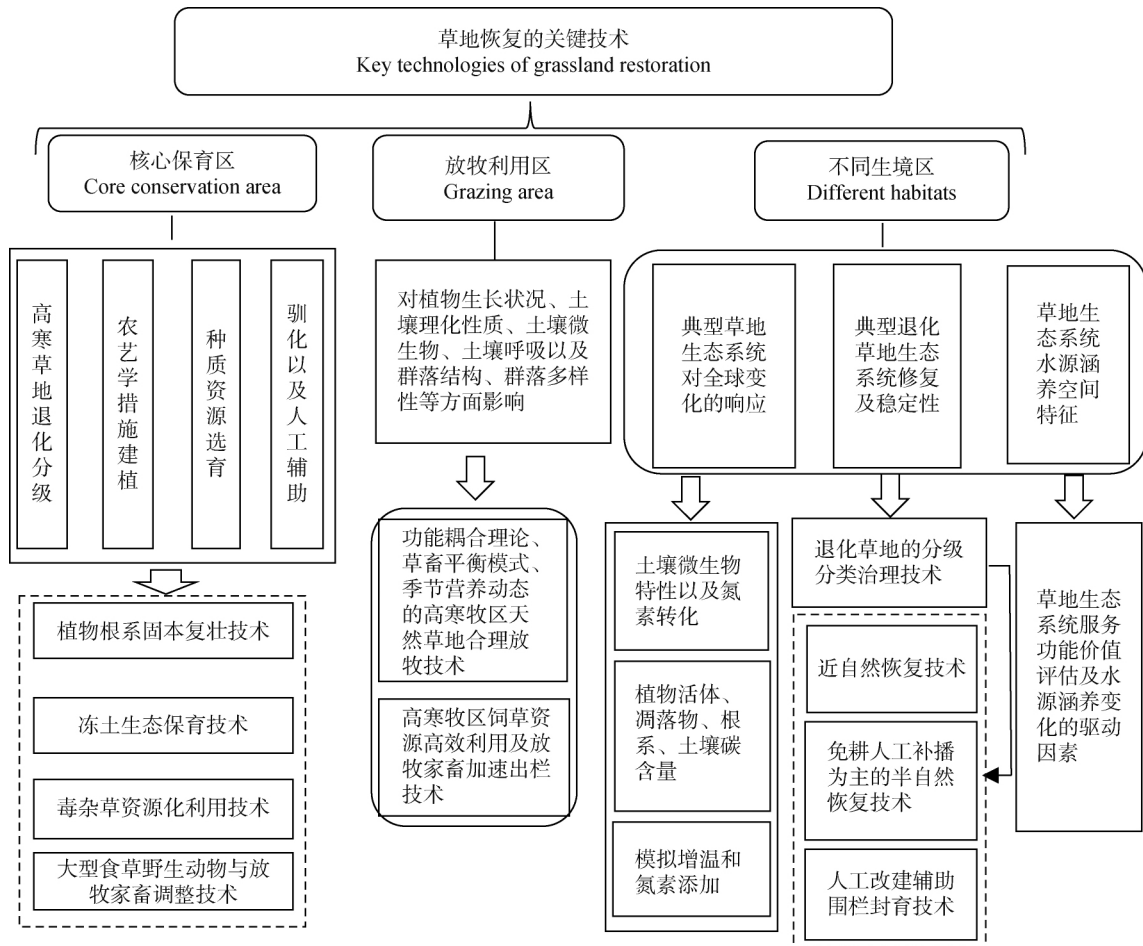 草地恢复的关键技术
Key technologies of grassland restoration
核心保育区
Core conservation area
放牧利用区
Grazing area
不同生境区
Different habitats
高寒草地退化分级
农艺学措施建植
种质资源选育
驯化以及人工辅助
对植物生长状况、土
壤理化性质、土壤微
生物、土壤呼吸以及
群落结构、群落多样
性等方面影响
典型草地
生态系统
对全球变
化的响应
典型退化
草地生态
系统修复
及稳定性
草地生
态系统
水源涵
养空间
特征
植物根系固本复壮技术
冻土生态保育技术
毒杂草资源化利用技术
大型食草野生动物与放
牧家畜调整技术
功能耦合理论、
草畜平衡模式、
季节营养动态
的高寒牧区天
然草地合理放
牧技术
高寒牧区饲草资
源高效利用及放
牧家畜加速出栏
技术
土壤微生物
特性以及氮
素转化
植物活体、
凋落物、根
系、土壤碳
含量
模拟增温和
氮素添加
退化草地的分级
分类治理技术
近自然恢复技术
免耕人工补播
为主的半自然
恢复技术
人工改建辅助
围栏封育技术
草地生态
系统服务
功能价值
评估及水
源涵养变
化的驱动
因素